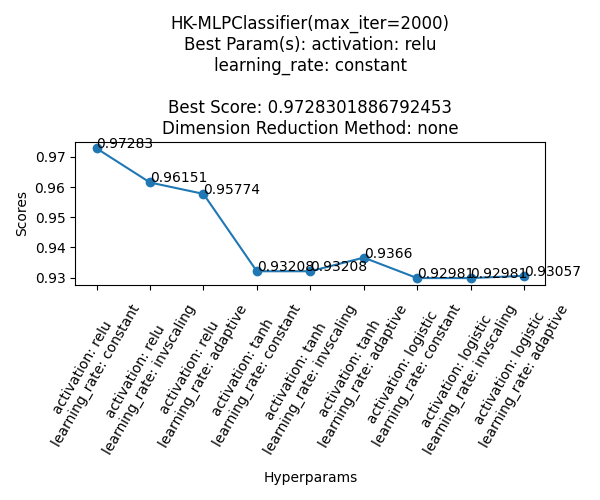 HK-MLPClassifier(max_iter=2000)
Best Param(s): activation: relu
learning_rate: constant
Best Score: 0.9728301886792453
Dimension Reduction Method: none
Scores
0.97
0.96
0.95
0.94
0.93
0.97283
0.96151
0.95774
0.93208
0.93208
0.9366
0.92981
0.92981
0.93057
activation: relu
learning_rate: constant
activation: relu
learning_rate: invscaling
activation: relu
learning_rate: adaptive
activation: tanh
learning_rate: constant
activation: tanh
learning_rate: invscaling
activation: tanh
learning_rate: adaptive
activation: logistic
learning_rate: constant
activation: logistic
learning_rate: invscaling
activation: logistic
learning_rate: adaptive
Hyperparams